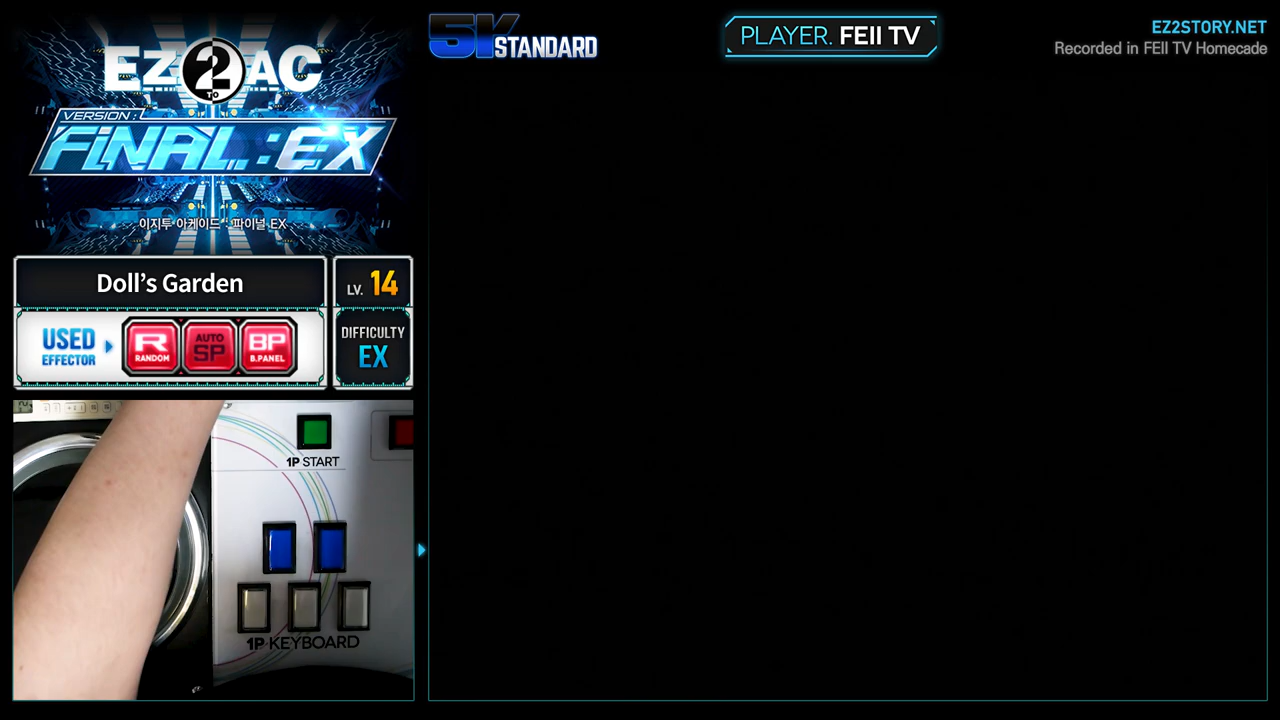 EZ2AC
TO
VERSION :
FINAL:EX
이지투 아케이드 : 파이널 EX
Doll's Garden
LV. 14
USED
EFFECTOR
R
RANDOM
AUTO
SP
BP
B.PANEL
DIFFICULTY
EX
1P START
1P KEYBOARD
5K STANDARD
PLAYER. FEII TV
EZ2STORY.NET
Recorded in FEII TV Homecade